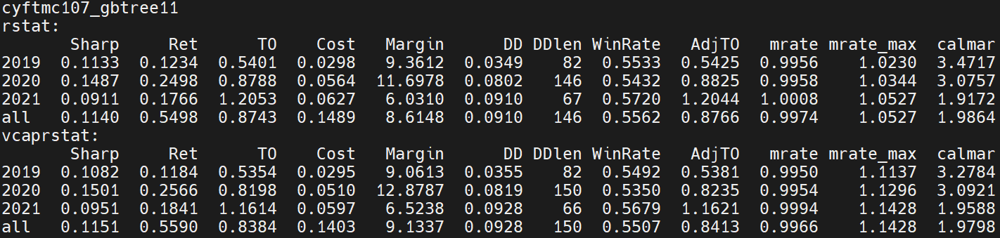 cyftmc107_gbtree11
rstat:
Sharp Ret TO Cost Margin DD DDlen WinRate AdjTO mrate mrate_max calmar
2019 0.1133 0.1234 0.5401 0.0298 9.3612 0.0349 82 0.5533 0.5425 0.9956 1.0230 3.4717
2020 0.1487 0.2498 0.8788 0.0564 11.6978 0.0802 146 0.5432 0.8825 0.9958 1.0344 3.0757
2021 0.0911 0.1766 1.2053 0.0627 6.0310 0.0910 67 0.5720 1.2044 1.0008 1.0527 1.9172
all 0.1140 0.5498 0.8743 0.1489 8.6148 0.0910 146 0.5562 0.8766 0.9974 1.0527 1.9864
vcaprstat:
Sharp Ret TO Cost Margin DD DDlen WinRate AdjTO mrate mrate_max calmar
2019 0.1082 0.1184 0.5354 0.0295 9.0613 0.0355 82 0.5492 0.5381 0.9950 1.1137 3.2784
2020 0.1501 0.2566 0.8198 0.0510 12.8787 0.0819 150 0.5350 0.8235 0.9954 1.1296 3.0921
2021 0.0951 0.1841 1.1614 0.0597 6.5238 0.0928 66 0.5679 1.1621 0.9994 1.1428 1.9588
all 0.1151 0.5590 0.8384 0.1403 9.1337 0.0928 150 0.5507 0.8413 0.9966 1.1428 1.9798